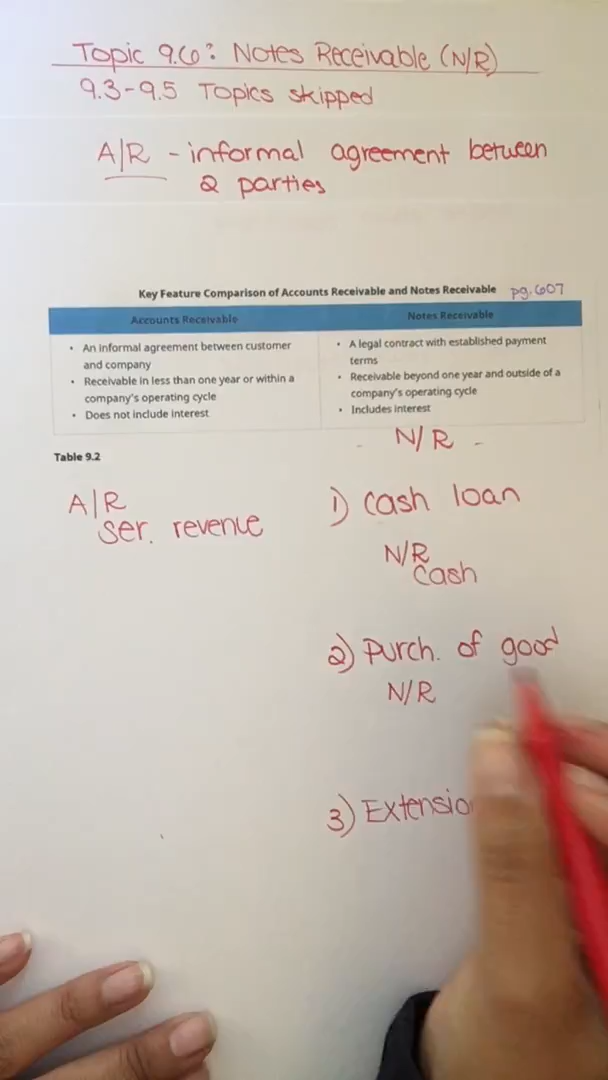 Topic 9.6: Notes Receivable (N/R)
9.3-9.5 Topics skipped
A/R - informal agreement between
2 parties
Key Feature Comparison of Accounts Receivable and Notes Receivable pg.607
Accounts Receivable
• An informal agreement between customer
and company
• Receivable in less than one year or within a
company's operating cycle
• Does not include interest
Notes Receivable
• A legal contract with established payment
terms
• Receivable beyond one year and outside of a
company's operating cycle
• Includes interest
Table 9.2
A/R
Ser. revenue
- N/R -
1) Cash loan
N/R
Cash
2) Purch. of good
N/R
3) Extensio